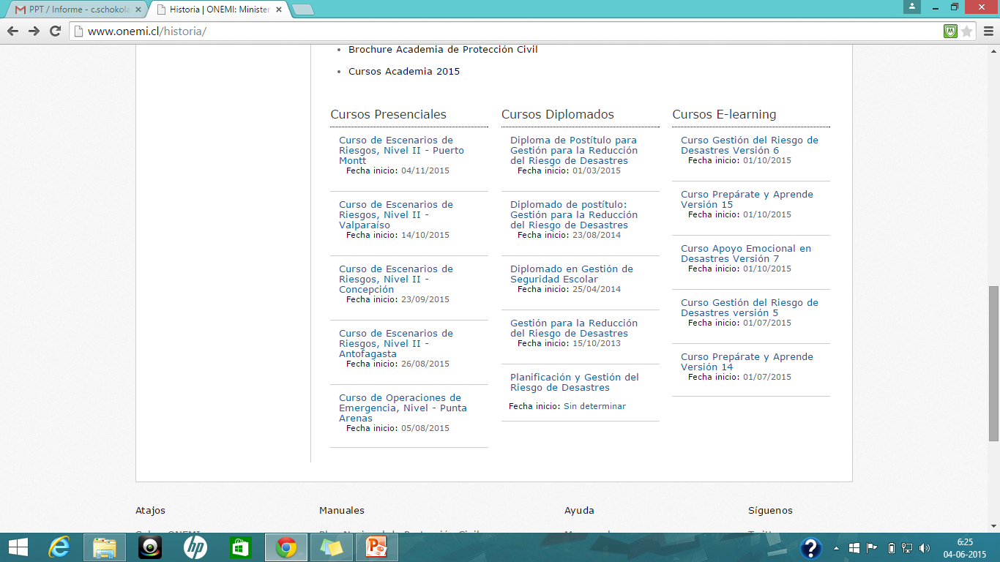 PPT / Informe - c.schokola
Historia | ONEMI: Minister
www.onemi.cl/historia/
• Brochure Academia de Protección Civil
• Cursos Academia 2015
Cursos Presenciales
Curso de Escenarios de
Riesgos, Nivel II - Puerto
Montt
Fecha inicio: 04/11/2015
Curso de Escenarios de
Riesgos, Nivel II -
Valparaíso
Fecha inicio: 14/10/2015
Curso de Escenarios de
Riesgos, Nivel II -
Concepción
Fecha inicio: 23/09/2015
Curso de Escenarios de
Riesgos, Nivel II -
Antofagasta
Fecha inicio: 26/08/2015
Curso de Operaciones de
Emergencia, Nivel - Punta
Arenas
Fecha inicio: 05/08/2015
Cursos Diplomados
Diploma de Postítulo para
Gestión para la Reducción
del Riesgo de Desastres
Fecha inicio: 01/03/2015
Diplomado de postítulo:
Gestión para la Reducción
del Riesgo de Desastres
Fecha inicio: 23/08/2014
Diplomado en Gestión de
Seguridad Escolar
Fecha inicio: 25/04/2014
Gestión para la Reducción
del Riesgo de Desastres
Fecha inicio: 15/10/2013
Planificación y Gestión del
Riesgo de Desastres
Fecha inicio: Sin determinar
Cursos E-learning
Curso Gestión del Riesgo de
Desastres Versión 6
Fecha inicio: 01/10/2015
Curso Prepárate y Aprende
Versión 15
Fecha inicio: 01/10/2015
Curso Apoyo Emocional en
Desastres Versión 7
Fecha inicio: 01/10/2015
Curso Gestión del Riesgo de
Desastres versión 5
Fecha inicio: 01/07/2015
Curso Prepárate y Aprende
Versión 14
Fecha inicio: 01/07/2015
Atajos
Manuales
Ayuda
Síguenos
hp
6:25
04-06-2015